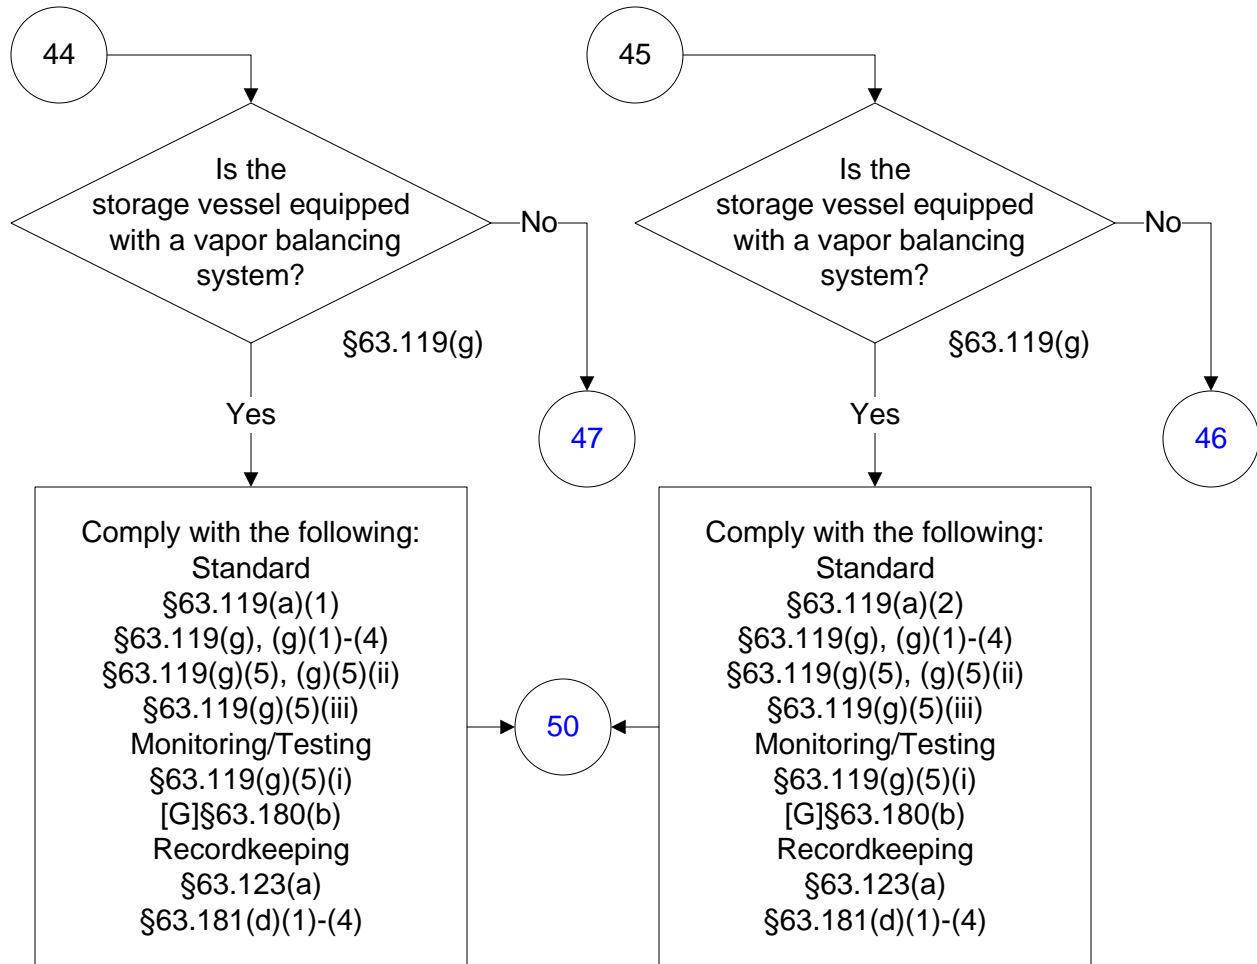 44
Is the
storage vessel equipped
with a vapor balancing
system?
No
§63.119(g)
Yes
47
Comply with the following:
Standard
§63.119(a)(1)
§63.119(g), (g)(1)-(4)
§63.119(g)(5), (g)(5)(ii)
§63.119(g)(5)(iii)
Monitoring/Testing
§63.119(g)(5)(i)
[G]§63.180(b)
Recordkeeping
§63.123(a)
§63.181(d)(1)-(4)
50
45
Is the
storage vessel equipped
with a vapor balancing
system?
No
§63.119(g)
Yes
46
Comply with the following:
Standard
§63.119(a)(2)
§63.119(g), (g)(1)-(4)
§63.119(g)(5), (g)(5)(ii)
§63.119(g)(5)(iii)
Monitoring/Testing
§63.119(g)(5)(i)
[G]§63.180(b)
Recordkeeping
§63.123(a)
§63.181(d)(1)-(4)